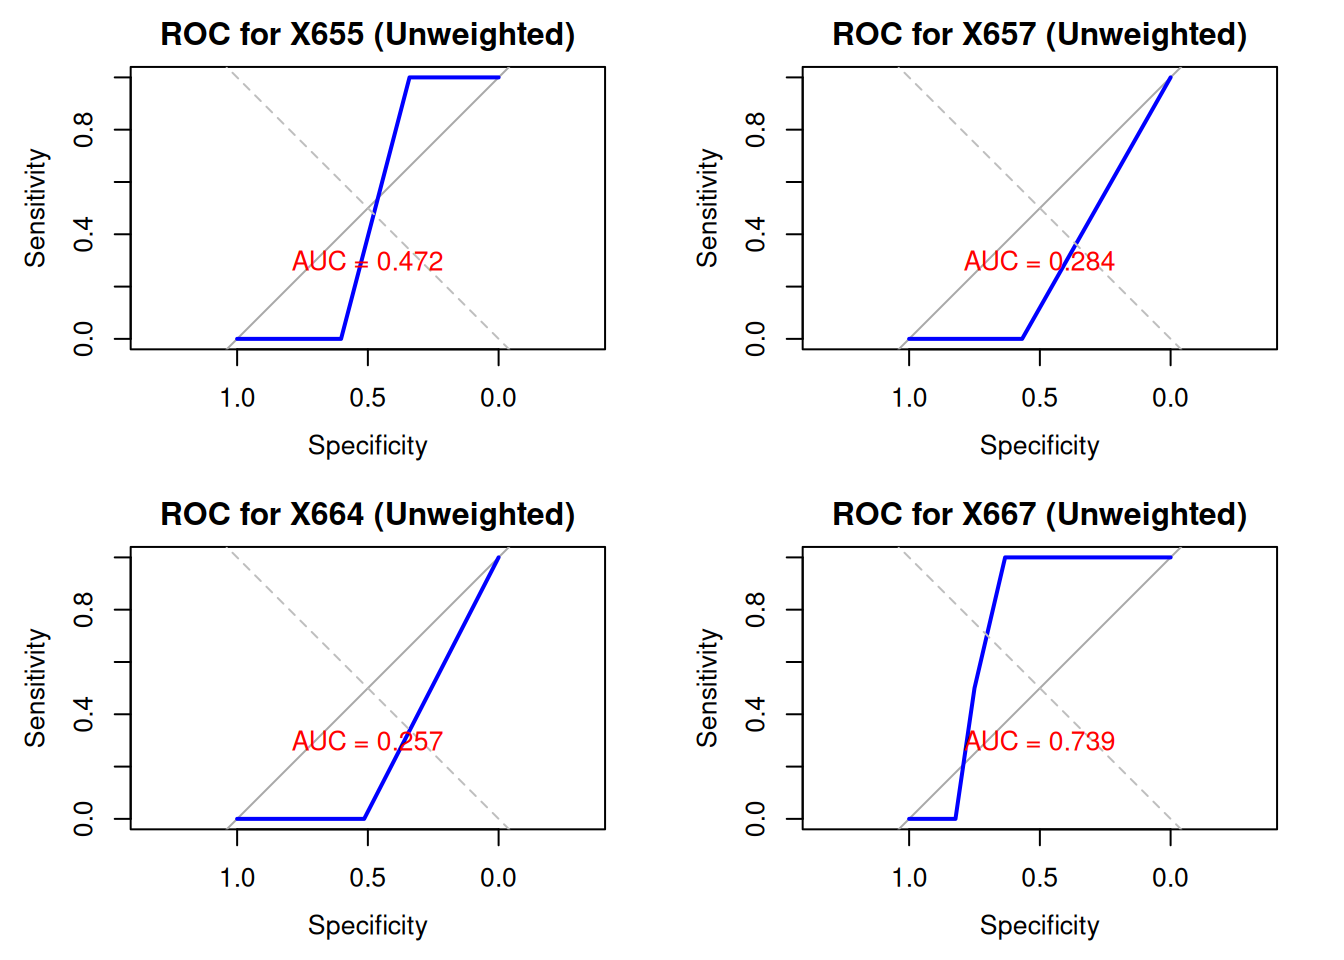 ROC for X655 (Unweighted)
Sensitivity
0.0 0.4 0.8
AUC = 0.472
1.0 0.5 0.0
Specificity
ROC for X657 (Unweighted)
Sensitivity
0.0 0.4 0.8
AUC = 0.284
1.0 0.5 0.0
Specificity
ROC for X664 (Unweighted)
Sensitivity
0.0 0.4 0.8
AUC = 0.257
1.0 0.5 0.0
Specificity
ROC for X667 (Unweighted)
Sensitivity
0.0 0.4 0.8
AUC = 0.739
1.0 0.5 0.0
Specificity